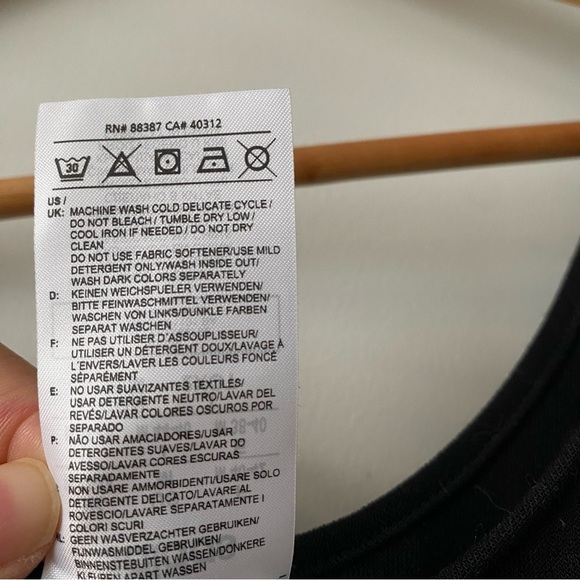 RN# 88387 CA# 40312
30
US /
UK: MACHINE WASH COLD DELICATE CYCLE /
DO NOT BLEACH / TUMBLE DRY LOW /
COOL IRON IF NEEDED / DO NOT DRY
CLEAN
DO NOT USE FABRIC SOFTENER/USE MILD
DETERGENT ONLY/WASH INSIDE OUT/
WASH DARK COLORS SEPARATELY
D: KEINEN WEICHSPUELER VERWENDEN/
BITTE FEINWASCHMITTEL VERWENDEN/
WASCHEN VON LINKS/DUNKLE FARBEN
SEPARAT WASCHEN
F: NE PAS UTILISER D'ASSOUPLISSEUR/
UTILISER UN DÉTERGENT DOUX/LAVAGE À
L'ENVERS/LAVER LES COULEURS FONCÉ
SÉPARÉMENT
E: NO USAR SUAVIZANTES TEXTILES/
USAR DETERGENTE NEUTRO/LAVAR DEL
REVÉS/LAVAR COLORES OSCUROS POR
SEPARADO
P: NÃO USAR AMACIADORES/USAR
DETERGENTES SUAVES/LAVAR DO
AVESSO/LAVAR CORES ESCURAS
SEPARADAMENTE
NON USARE AMMORBIDENTI/USARE SOLO
DETERGENTE DELICATO/LAVARE AL
ROVESCIO/LAVARE SEPARATAMENTE I
COLORI SCURI
GEEN WASVERZACHTER GEBRUIKEN/
FIJNWASMIDDEL GEBRUIKEN/
BINNENSTEBUITEN WASSEN/DONKERE
KLEUREN APART WASSEN